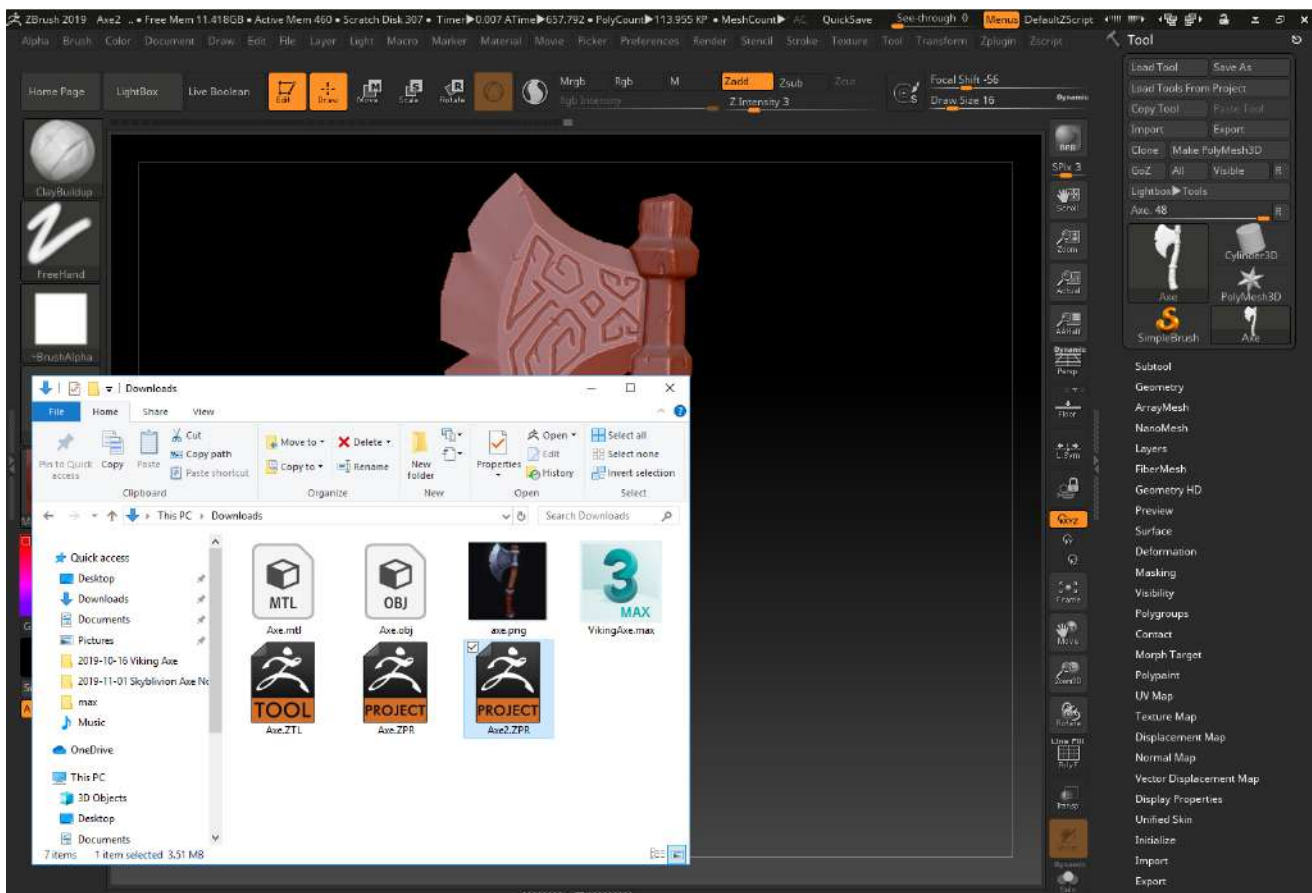 ZBrush 2019 Axe2 .. • Free Mem 11.418GB • Active Mem 460 • Scratch Disk 307 • Timer▶0.007 ATime▶657.792 • PolyCount▶113.955 KP • MeshCount▶ AC QuickSave See-through 0 Menus DefaultZScript
Alpha Brush Color Document Draw Edit File Layer Light Macro Marker Material Movie Picker Preferences Render Stencil Stroke Texture Tool Transform Zplugin Zscript
Tool
Load Tool Save As
Load Tools From Project
Copy Tool Paste Tool
Import Export
Clone Make PolyMesh3D
GoZ All Visible R
Lightbox▶Tools
Axe. 48 R
Axe
Cylinder3D
PolyMesh3D
SimpleBrush
Axe
Subtool
Geometry
ArrayMesh
NanoMesh
Layers
FiberMesh
Geometry HD
Preview
Surface
Deformation
Masking
Visibility
Polygroups
Contact
Morph Target
Polypaint
UV Map
Texture Map
Displacement Map
Normal Map
Vector Displacement Map
Display Properties
Unified Skin
Initialize
Import
Export
Home Page LightBox Live Boolean Edit Draw Move Scale Rotate
Mrgb Rgb M Zadd Zsub Zcut
Rgb Intensity Z Intensity 3
Focal Shift -56
Draw Size 16 Dynamic
ClayBuildup
FreeHand
~BrushAlpha
BPR
SPix 3
Scroll
Zoom
Actual
AAHalf
Dynamic
Persp
Floor
L.Sym
Frame
Move
Zoom3D
Rotate
Line Fill
PolyF
Transp
Dynamic
Solo
Downloads
File Home Share View
Pin to Quick access
Copy
Paste
Cut
Copy path
Paste shortcut
Clipboard
Move to
Copy to
Delete
Rename
Organize
New folder
New
Properties
Open
Edit
History
Open
Select all
Select none
Invert selection
Select
This PC Downloads
Search Downloads
Quick access
Desktop
Downloads
Documents
Pictures
2019-10-16 Viking Axe
2019-11-01 Skyblivion Axe Nc
max
Music
OneDrive
This PC
3D Objects
Desktop
Documents
MTL
Axe.mtl
OBJ
Axe.obj
axe.png
3
MAX
VikingAxe.max
TOOL
Axe.ZTL
PROJECT
Axe.ZPR
PROJECT
Axe2.ZPR
7 items 1 item selected 3.51 MB